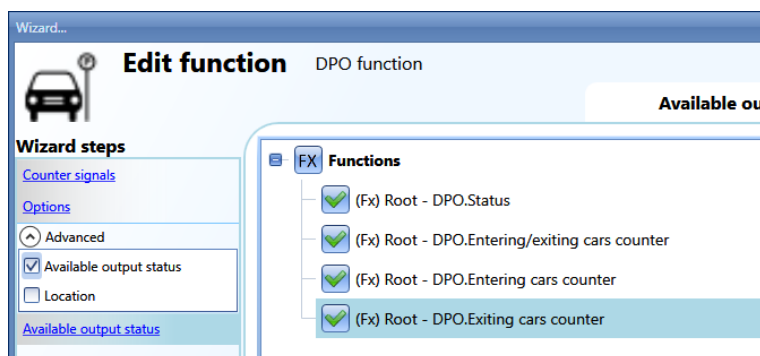 Wizard...
Edit function DPO function
Available ou
Wizard steps
Counter signals
Options
Advanced
Available output status
Location
Available output status
FX Functions
(Fx) Root - DPO.Status
(Fx) Root - DPO.Entering/exiting cars counter
(Fx) Root - DPO.Entering cars counter
(Fx) Root - DPO.Exiting cars counter